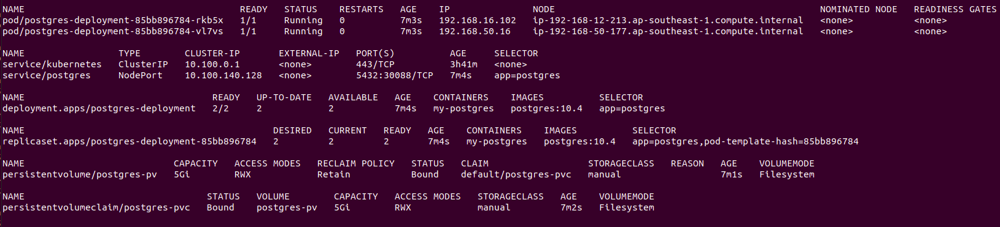 NAME READY STATUS RESTARTS AGE IP NODE NOMINATED NODE READINESS GATES
pod/postgres-deployment-85bb896784-rkb5x 1/1 Running 0 7m3s 192.168.16.102 ip-192-168-12-213.ap-southeast-1.compute.internal <none> <none>
pod/postgres-deployment-85bb896784-vl7vs 1/1 Running 0 7m3s 192.168.50.16 ip-192-168-50-177.ap-southeast-1.compute.internal <none> <none>
NAME TYPE CLUSTER-IP EXTERNAL-IP PORT(S) AGE SELECTOR
service/kubernetes ClusterIP 10.100.0.1 <none> 443/TCP 3h41m <none>
service/postgres NodePort 10.100.140.128 <none> 5432:30088/TCP 7m4s app=postgres
NAME READY UP-TO-DATE AVAILABLE AGE CONTAINERS IMAGES SELECTOR
deployment.apps/postgres-deployment 2/2 2 2 7m4s my-postgres postgres:10.4 app=postgres
NAME DESIRED CURRENT READY AGE CONTAINERS IMAGES SELECTOR
replicaset.apps/postgres-deployment-85bb896784 2 2 2 7m4s my-postgres postgres:10.4 app=postgres,pod-template-hash=85bb896784
NAME CAPACITY ACCESS MODES RECLAIM POLICY STATUS CLAIM STORAGECLASS REASON AGE VOLUMEMODE
persistentvolume/postgres-pv 5Gi RWX Retain Bound default/postgres-pvc manual 7m1s Filesystem
NAME STATUS VOLUME CAPACITY ACCESS MODES STORAGECLASS AGE VOLUMEMODE
persistentvolumeclaim/postgres-pvc Bound postgres-pv 5Gi RWX manual 7m2s Filesystem